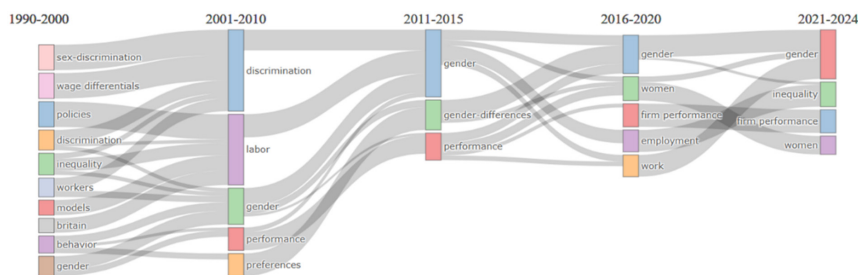 1990-2000
2001-2010
2011-2015
2016-2020
2021-2024
sex-discrimination
wage differentials
policies
discrimination
inequality
workers
models
britain
behavior
gender
discrimination
labor
gender
performance
preferences
gender
gender-differences
performance
gender
women
firm performance
employment
work
gender
inequality
firm performance
women